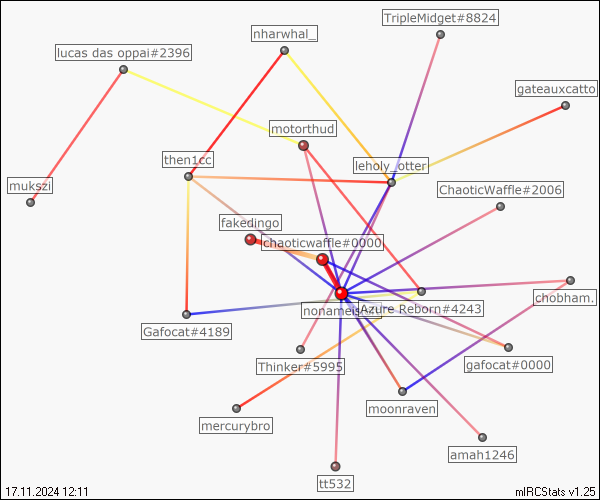 TripleMidget#8824
nharwhal_
lucas das oppai#2396
gateauxcatto
motorthud
then1cc
leholy_otter
mukszi
ChaoticWaffle#2006
fakedingo
chaoticwaffle#0000
chobham.
Azure Reborn#4243
Gafocat#4189
Thinker#5995
gafocat#0000
moonraven
mercurybro
amah1246
tt532
17.11.2024 12:11
mIRCStats v1.25